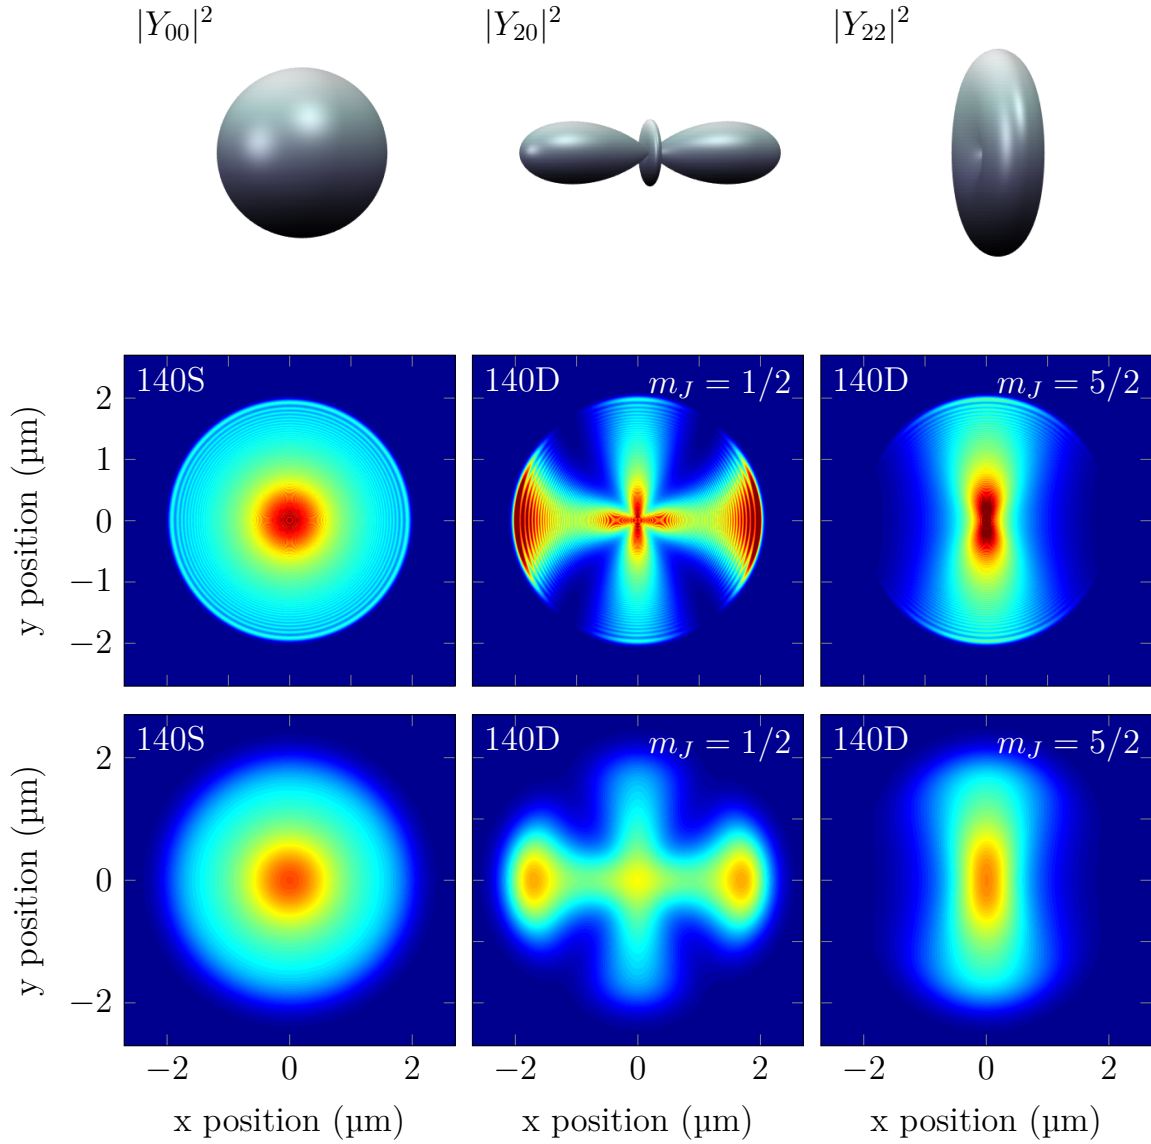 |Y₀₀|² |Y₂₀|² |Y₂₂|²
140S 140D m_J = 1/2 140D m_J = 5/2
y position (µm)
2
1
0
−1
−2
140S 140D m_J = 1/2 140D m_J = 5/2
y position (µm)
2
0
−2
−2 0 2 −2 0 2 −2 0 2
x position (µm) x position (µm) x position (µm)